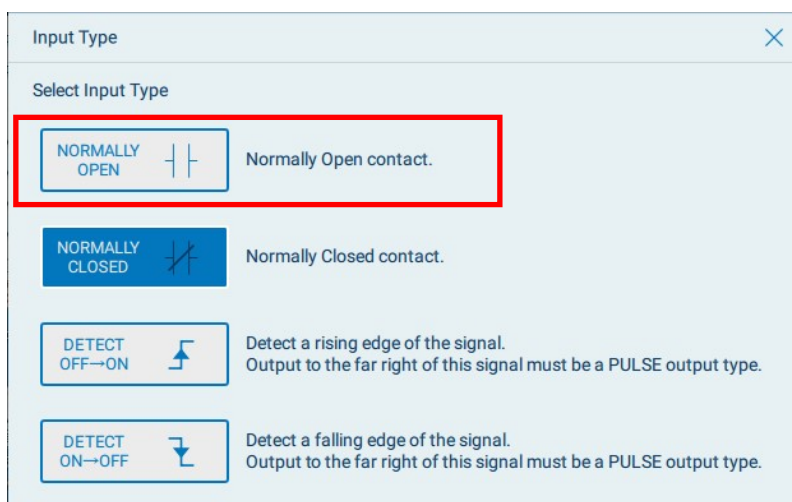 Input Type
Select Input Type
NORMALLY
OPEN
Normally Open contact.
NORMALLY
CLOSED
Normally Closed contact.
DETECT
OFF→ON
Detect a rising edge of the signal.
Output to the far right of this signal must be a PULSE output type.
DETECT
ON→OFF
Detect a falling edge of the signal.
Output to the far right of this signal must be a PULSE output type.